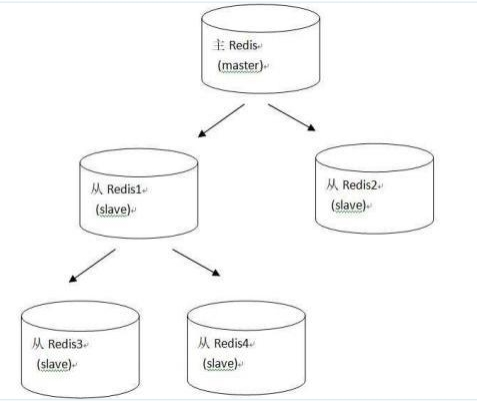 主 Redis
(master)
从 Redis1
(slave)
从 Redis2
(slave)
从 Redis3
(slave)
从 Redis4
(slave)